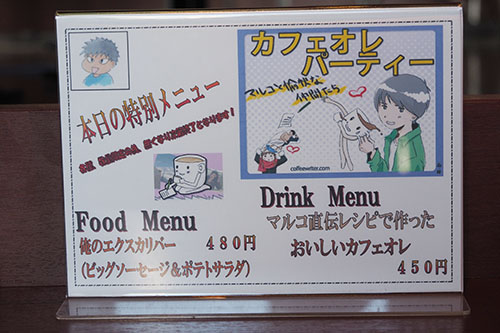 本日の特別メニュー
カフェオレ
パーティー
マルコと愉快な
仲間たち
coffeewriter.com
Food Menu
俺のエクスカリバー 480円
(ビッグソーセージ&ポテトサラダ)
Drink Menu
マルコ直伝レシピで作った
おいしいカフェオレ
450円